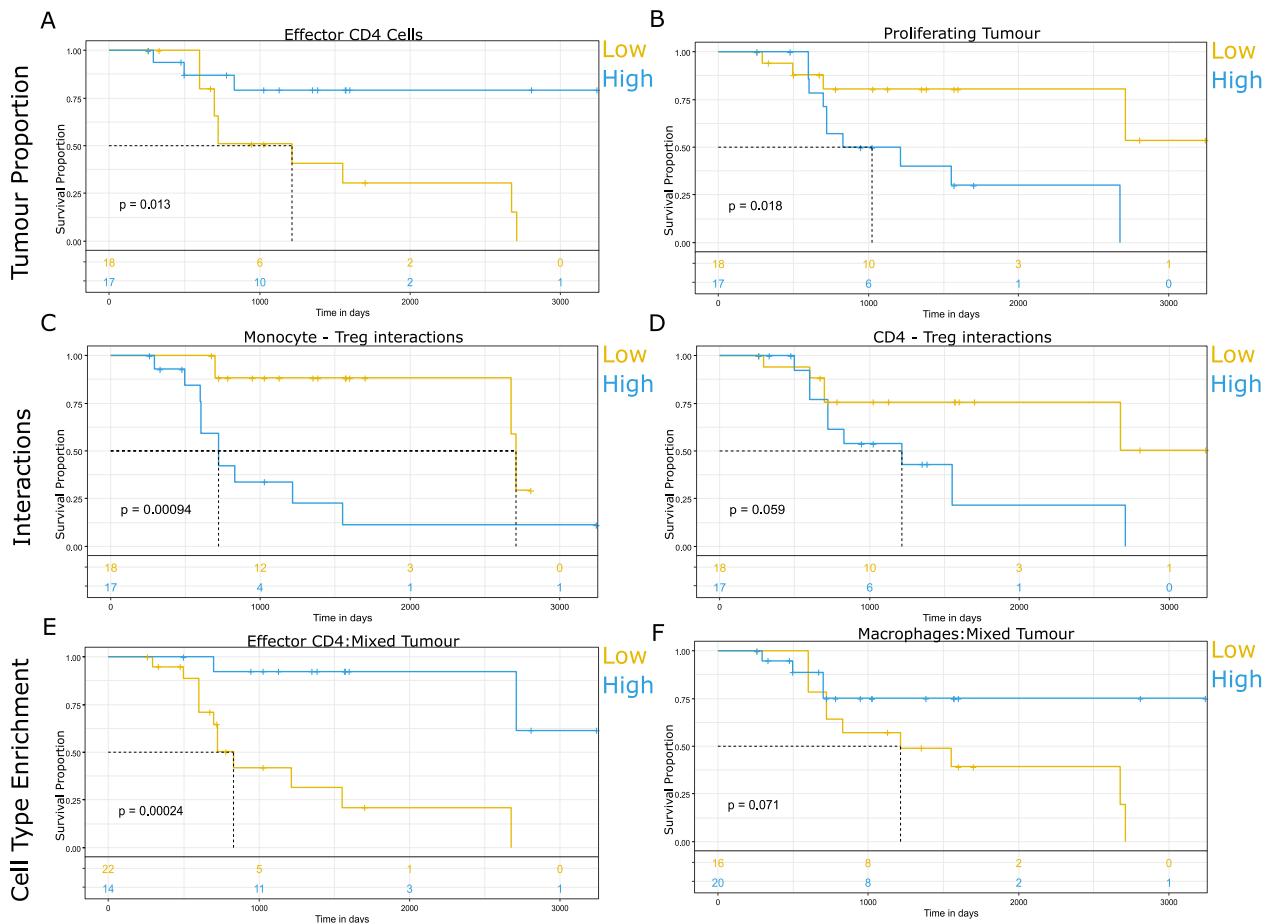 A
Effector CD4 Cells
Low
High
Tumour Proportion
Survival Proportion
1.00
0.75
0.50
0.25
0.00
p = 0.013
18 6 2 0
17 10 2 1
0 1000 2000 3000
Time in days
B
Proliferating Tumour
Low
High
Survival Proportion
1.00
0.75
0.50
0.25
0.00
p = 0.018
18 10 3 1
17 6 1 0
0 1000 2000 3000
Time in days
C
Monocyte - Treg interactions
Low
High
Interactions
Survival Proportion
1.00
0.75
0.50
0.25
0.00
p = 0.00094
18 12 3 0
17 4 1 1
0 1000 2000 3000
Time in days
D
CD4 - Treg interactions
Low
High
Survival Proportion
1.00
0.75
0.50
0.25
0.00
p = 0.059
18 10 3 1
17 6 1 0
0 1000 2000 3000
Time in days
E
Effector CD4:Mixed Tumour
Low
High
Cell Type Enrichment
Survival Proportion
1.00
0.75
0.50
0.25
0.00
p = 0.00024
22 5 1 0
14 11 3 1
0 1000 2000 3000
Time in days
F
Macrophages:Mixed Tumour
Low
High
Survival Proportion
1.00
0.75
0.50
0.25
0.00
p = 0.071
16 8 2 0
20 8 2 1
0 1000 2000 3000
Time in days